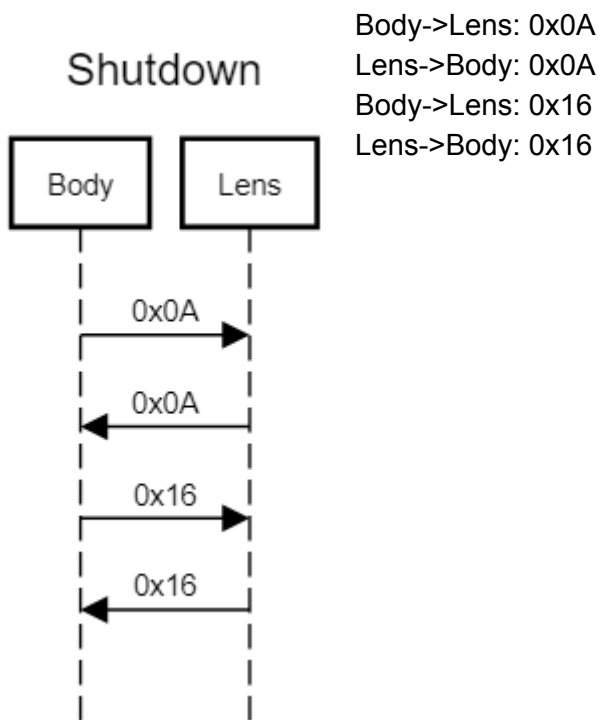 Shutdown
Body Lens
0x0A
0x0A
0x16
0x16
Body->Lens: 0x0A
Lens->Body: 0x0A
Body->Lens: 0x16
Lens->Body: 0x16